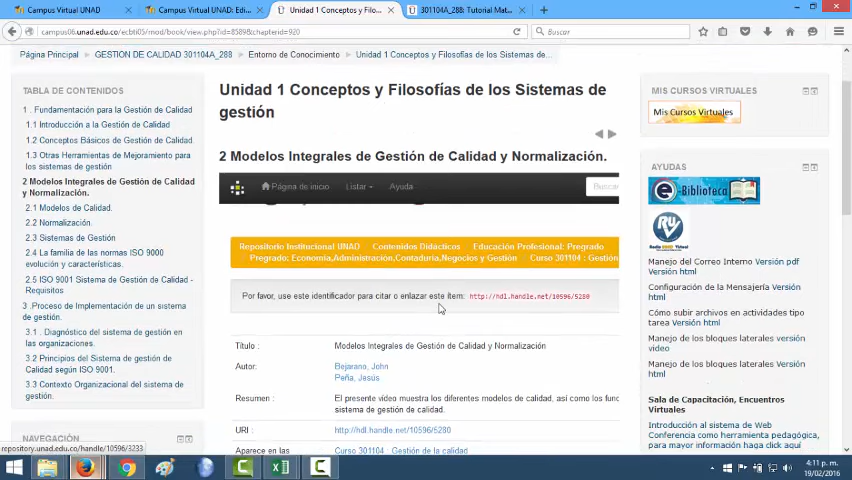 Campus Virtual UNAD
Campus Virtual UNAD: Edi...
Unidad 1 Conceptos y Filoso...
301104A_288: Tutorial Mat...
campus06.unad.edu.co/ecbti05/mod/book/view.php?id=8589&chapterid=920
Buscar
Página Principal
GESTION DE CALIDAD 301104A_288
Entorno de Conocimiento
Unidad 1 Conceptos y Filosofías de los Sistemas de...
TABLA DE CONTENIDOS
1 . Fundamentación para la Gestión de Calidad
1.1 Introducción a la Gestión de Calidad
1.2 Conceptos Básicos de Gestión de Calidad
1.3 Otras Herramientas de Mejoramiento para
los sistemas de gestión
2 Modelos Integrales de Gestión de Calidad y
Normalización.
2.1 Modelos de Calidad.
2.2 Normalización.
2.3 Sistemas de Gestión
2.4 La familia de las normas ISO 9000
evolución y características.
2.5 ISO 9001 Sistema de Gestión de Calidad -
Requisitos
3 .Proceso de Implementación de un sistema
de gestión.
3.1 . Diagnóstico del sistema de gestión en
las organizaciones.
3.2 Principios del Sistema de gestión de
Calidad según ISO 9001.
3.3 Contexto Organizacional del sistema de
gestión.
NAVEGACIÓN
repository.unad.edu.co/handle/10596/3233
Unidad 1 Conceptos y Filosofías de los Sistemas de
gestión
2 Modelos Integrales de Gestión de Calidad y Normalización.
Página de inicio
Listar
Ayuda
Buscar
Repositorio Institucional UNAD
Contenidos Didácticos
Educación Profesional: Pregrado
Pregrado: Economía,Administración,Contaduría,Negocios y Gestión
Curso 301104 : Gestión
Por favor, use este identificador para citar o enlazar este ítem: http://hdl.handle.net/10596/5280
Título :
Modelos Integrales de Gestión de Calidad y Normalización
Autor:
Bejarano, John
Peña, Jesús
Resumen :
El presente vídeo muestra los diferentes modelos de calidad, así como los func
sistema de gestión de calidad.
URI :
http://hdl.handle.net/10596/5280
Aparece en las
Curso 301104 : Gestión de la calidad
MIS CURSOS VIRTUALES
Mis Cursos Virtuales
AYUDAS
e-Biblioteca
RUV
Radio UNAD Virtual
Manejo del Correo Interno Versión pdf
Versión html
Configuración de la Mensajería Versión
html
Cómo subir archivos en actividades tipo
tarea Versión html
Manejo de los bloques laterales versión
video
Manejo de los bloques laterales Versión
html
Sala de Capacitación, Encuentros
Virtuales
Introducción al sistema de Web
Conferencia como herramienta pedagógica,
para mayor información haga click aquí
4:11 p. m.
19/02/2016